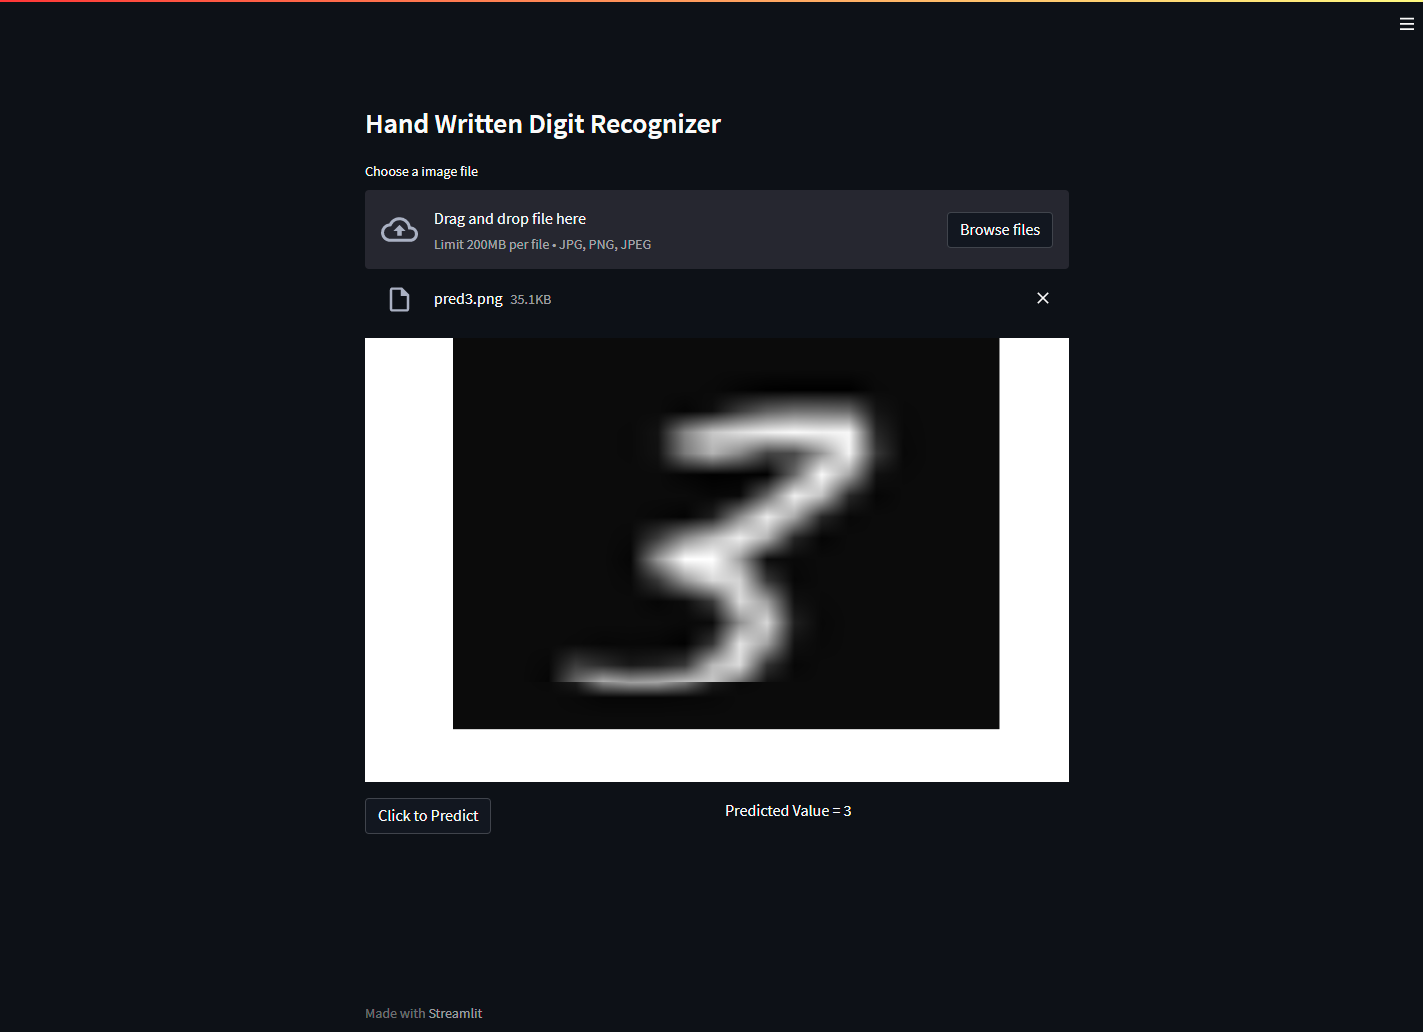 Hand Written Digit Recognizer
Choose a image file
Drag and drop file here
Limit 200MB per file • JPG, PNG, JPEG
Browse files
pred3.png 35.1KB
3
Click to Predict
Predicted Value = 3
Made with Streamlit